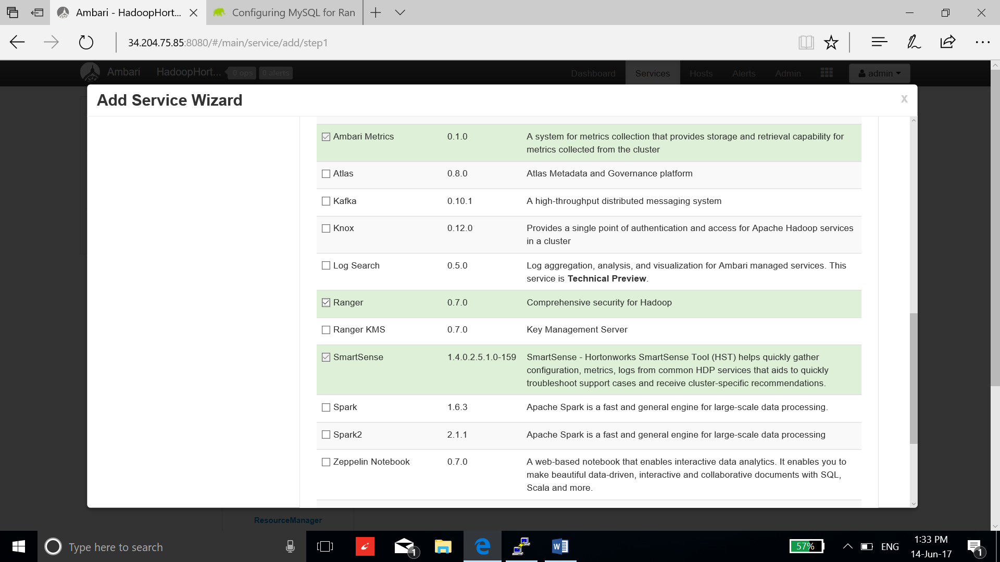 Ambari - HadoopHort...
Configuring MySQL for Ran
34.204.75.85:8080/#/main/service/add/step1
Ambari HadoopHort... 0 ops 0 alerts Dashboard Services Hosts Alerts Admin admin
Add Service Wizard
x
Ambari Metrics 0.1.0 A system for metrics collection that provides storage and retrieval capability for
metrics collected from the cluster
Atlas 0.8.0 Atlas Metadata and Governance platform
Kafka 0.10.1 A high-throughput distributed messaging system
Knox 0.12.0 Provides a single point of authentication and access for Apache Hadoop services
in a cluster
Log Search 0.5.0 Log aggregation, analysis, and visualization for Ambari managed services. This
service is Technical Preview.
Ranger 0.7.0 Comprehensive security for Hadoop
Ranger KMS 0.7.0 Key Management Server
SmartSense 1.4.0.2.5.1.0-159 SmartSense - Hortonworks SmartSense Tool (HST) helps quickly gather
configuration, metrics, logs from common HDP services that aids to quickly
troubleshoot support cases and receive cluster-specific recommendations.
Spark 1.6.3 Apache Spark is a fast and general engine for large-scale data processing.
Spark2 2.1.1 Apache Spark is a fast and general engine for large-scale data processing
Zeppelin Notebook 0.7.0 A web-based notebook that enables interactive data analytics. It enables you to
make beautiful data-driven, interactive and collaborative documents with SQL,
Scala and more.
ResourceManager
Type here to search
1
57%
ENG
1:33 PM
14-Jun-17
1